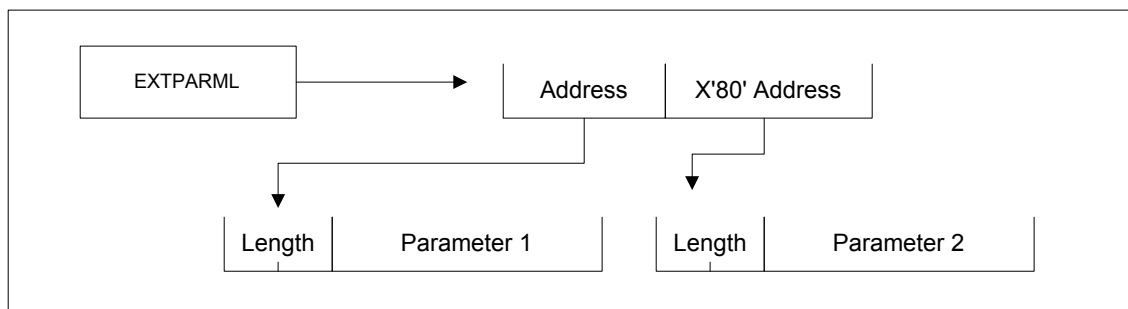 EXTPARML
Address X'80' Address
Length Parameter 1 Length Parameter 2